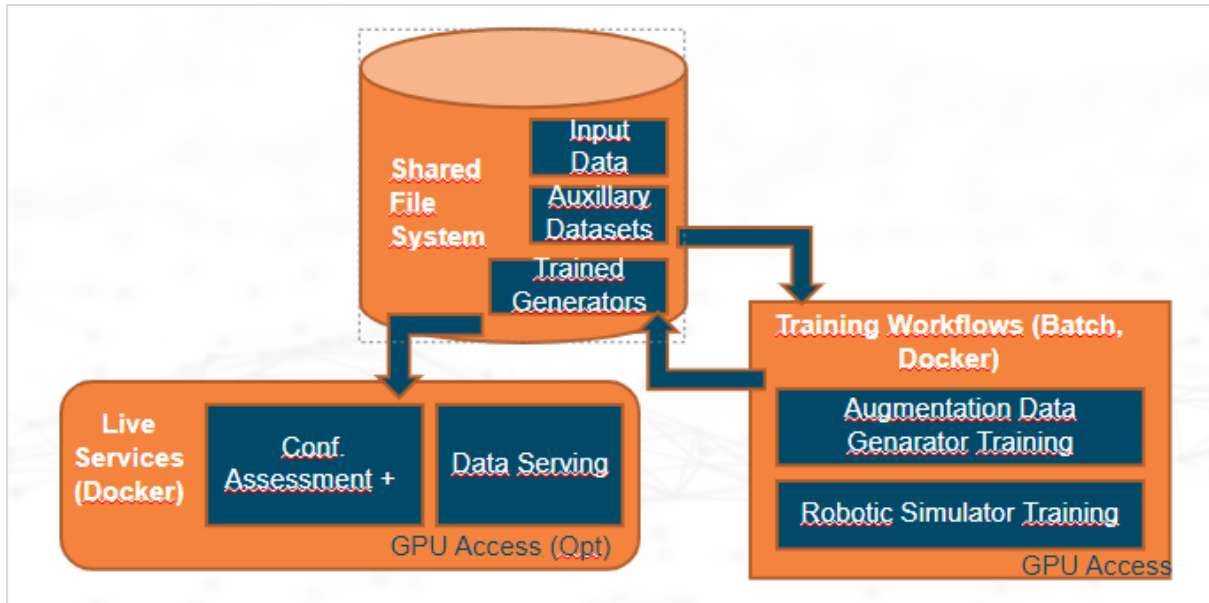 Input
Data
Shared
File
System
Auxillary
Datasets
Trained
Generators
Training Workflows (Batch,
Docker)
Augmentation Data
Genarator Training
Robotic Simulator Training
GPU Access
Live
Services
(Docker)
Conf.
Assessment +
Data Serving
GPU Access (Opt)